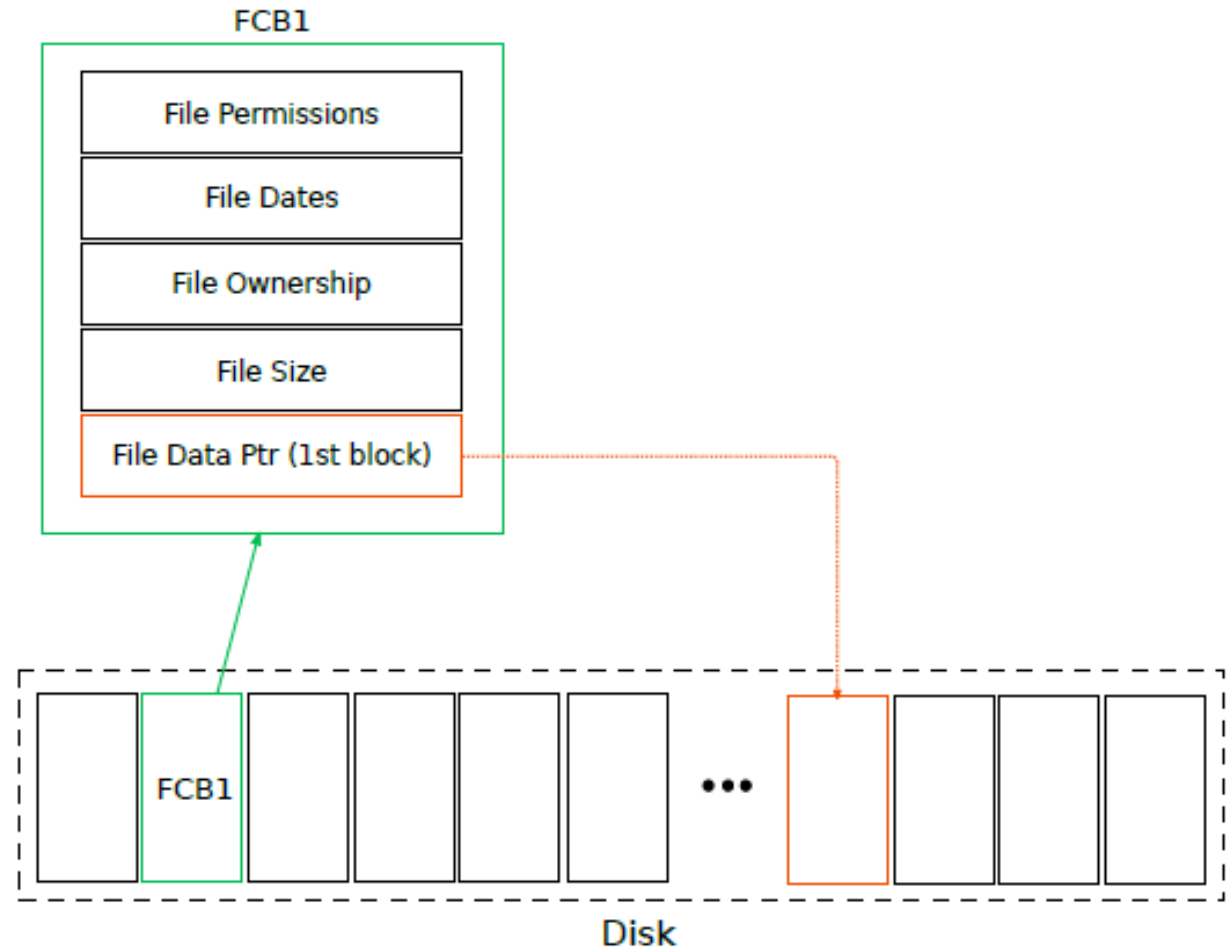 FCB1
File Permissions
File Dates
File Ownership
File Size
File Data Ptr (1st block)
FCB1
Disk